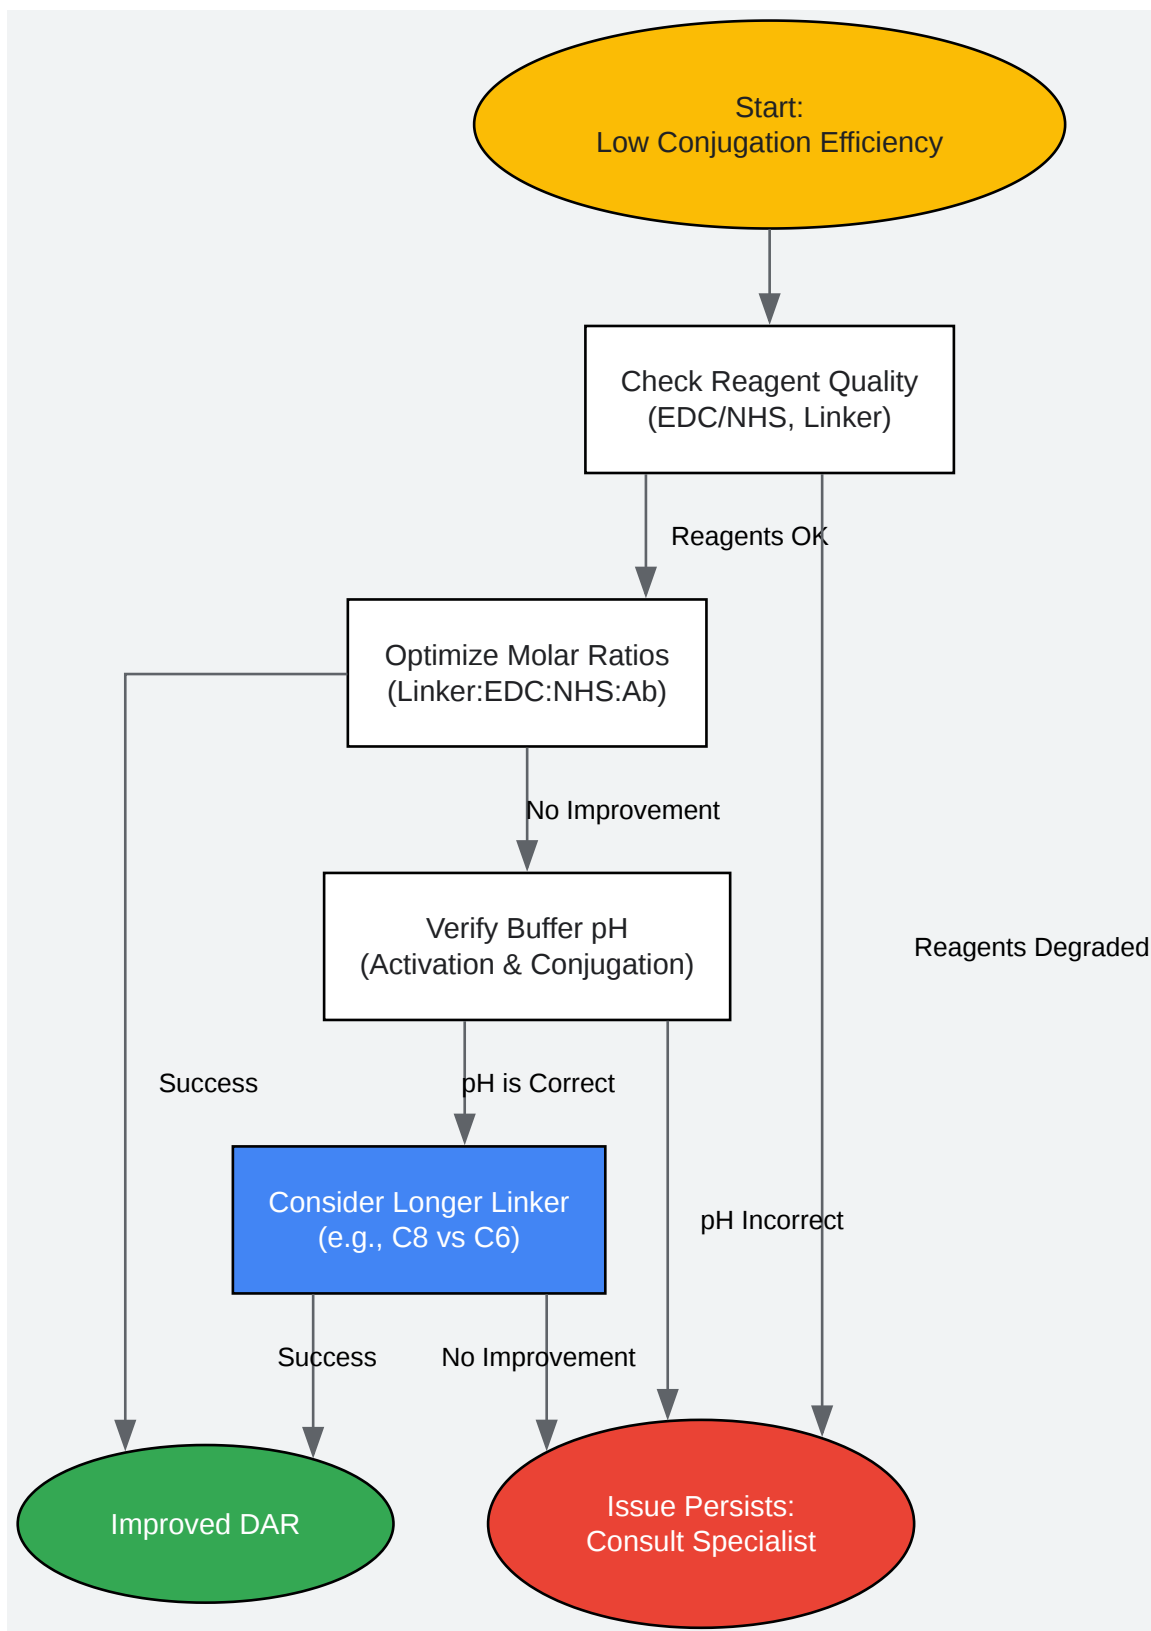 Start:
Low Conjugation Efficiency
Check Reagent Quality
(EDC/NHS, Linker)
Reagents OK
Optimize Molar Ratios
(Linker:EDC:NHS:Ab)
No Improvement
Verify Buffer pH
(Activation & Conjugation)
Reagents Degraded
Success
pH is Correct
Consider Longer Linker
(e.g., C8 vs C6)
pH Incorrect
Success
No Improvement
Improved DAR
Issue Persists:
Consult Specialist